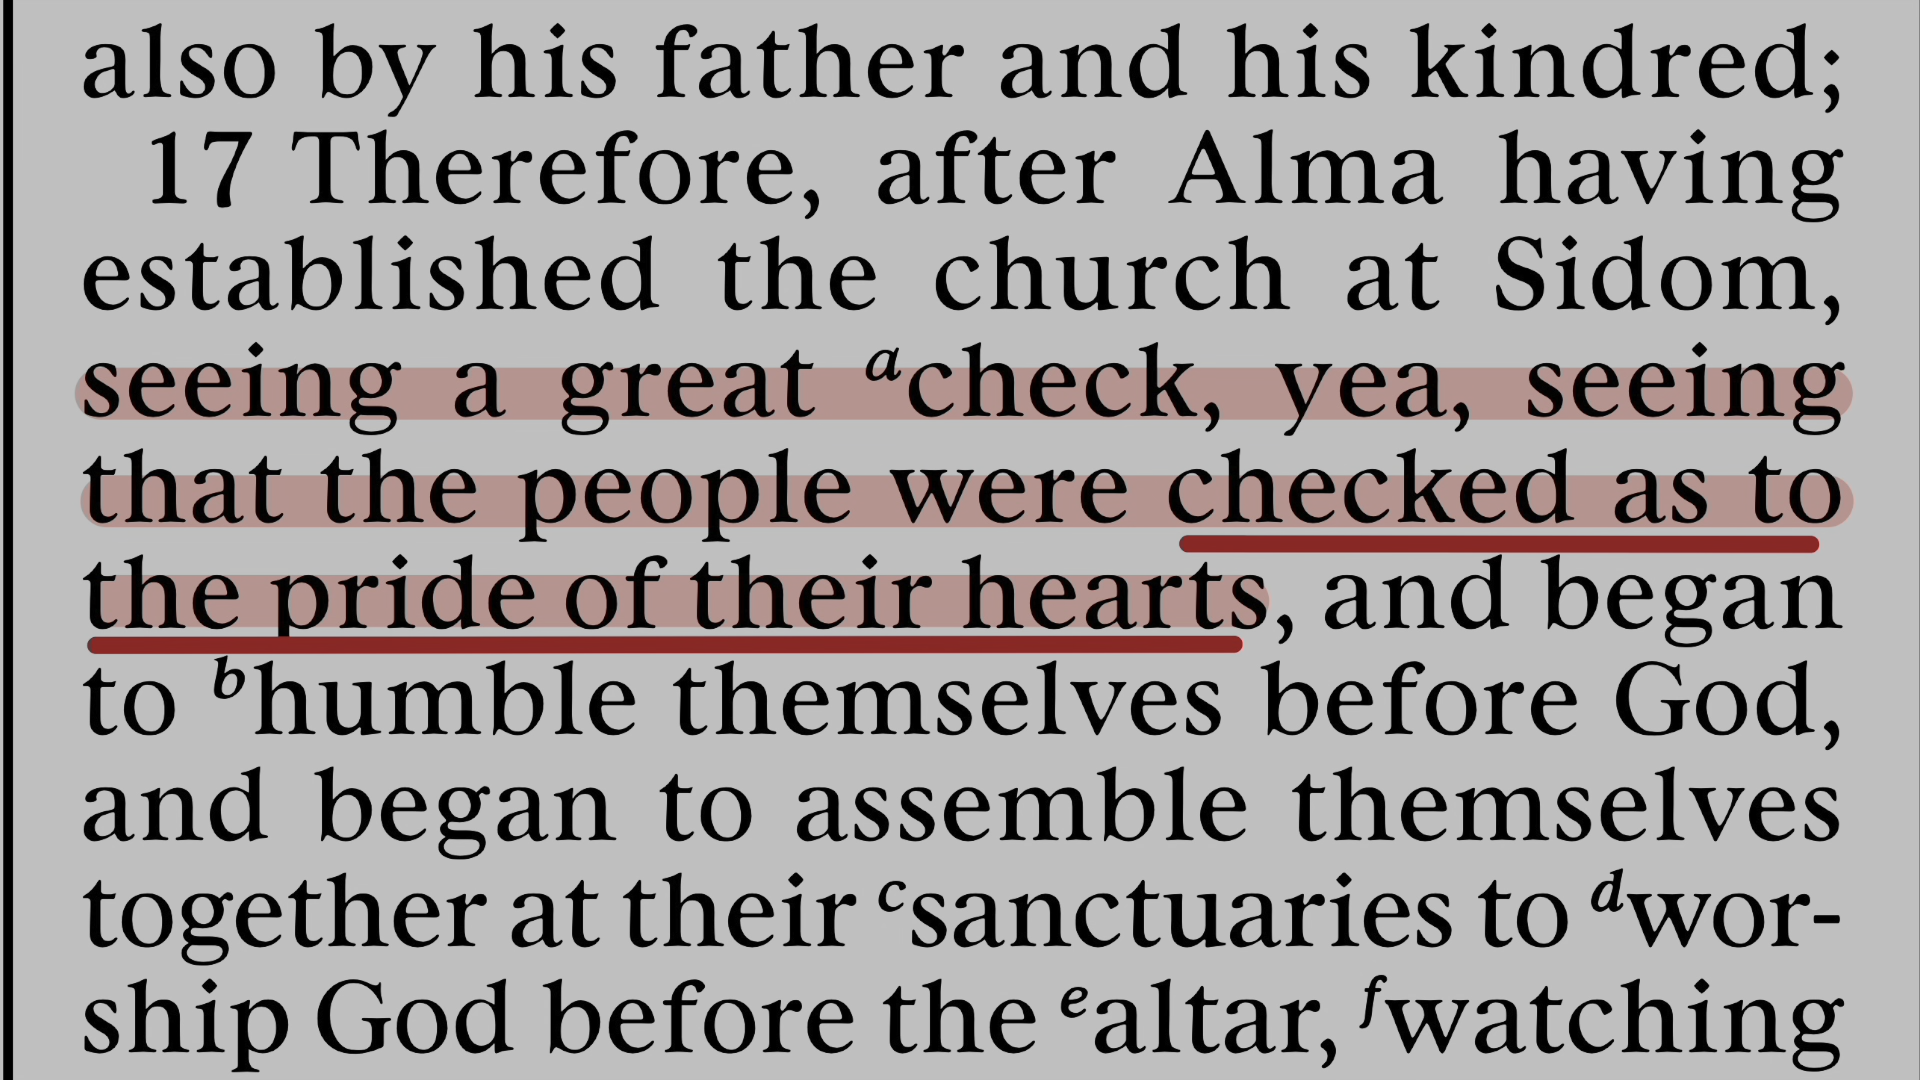 also by his father and his kindred;
17 Therefore, after Alma having
established the church at Sidom,
seeing a great ᵃcheck, yea, seeing
that the people were checked as to
the pride of their hearts, and began
to ᵇhumble themselves before God,
and began to assemble themselves
together at their ᶜsanctuaries to ᵈwor-
ship God before the ᵉaltar, ᶠwatching